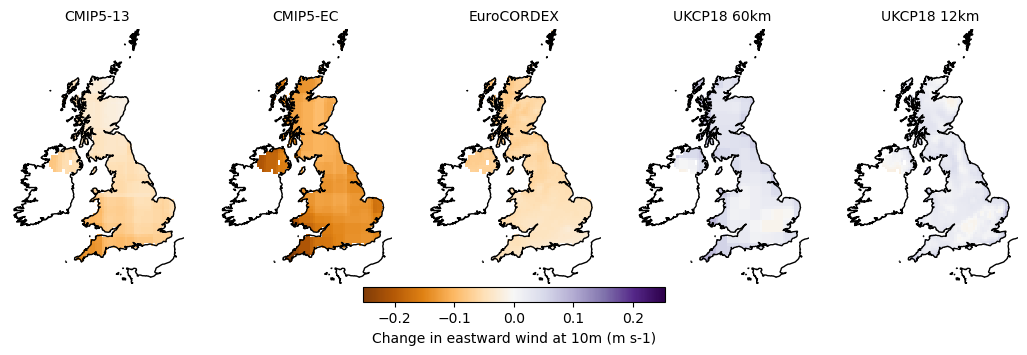 CMIP5-13 CMIP5-EC EuroCORDEX UKCP18 60km UKCP18 12km
−0.2 −0.1 0.0 0.1 0.2
Change in eastward wind at 10m (m s-1)